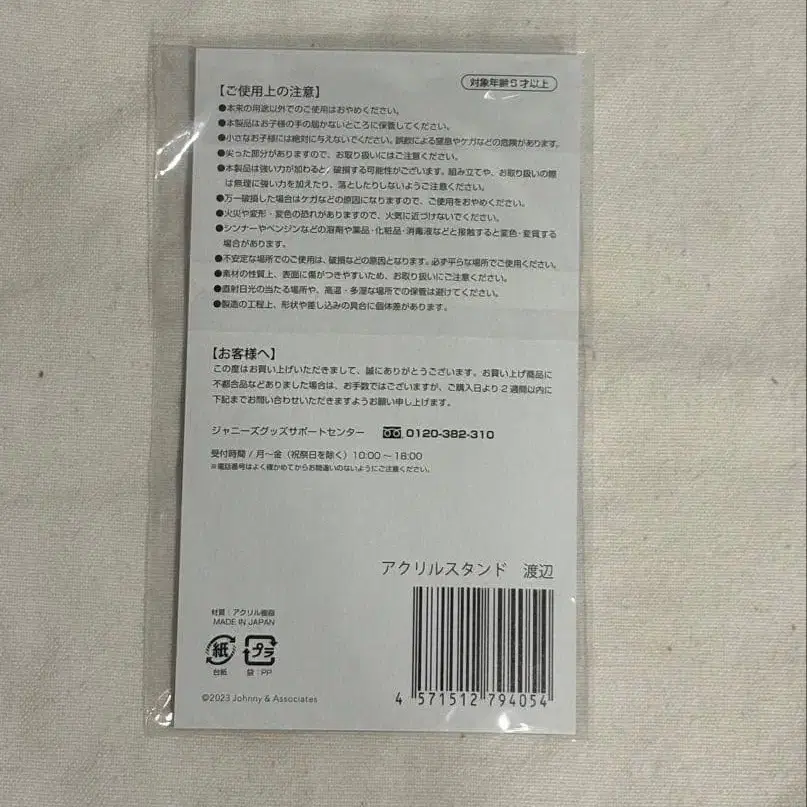 対象年齢5才以上
【ご使用上の注意】
●本来の用途以外でのご使用はおやめください。
●本製品はお子様の手の届かないところに保管してください。
●小さなお子様には絶対に与えないでください。誤飲による窒息やケガなどの危険があります。
●尖った部分がありますので、お取り扱いにはご注意ください。
●本製品は強い力が加わると、破損する可能性がございます。組み立てや、お取り扱いの際
は無理に強い力を加えたり、落としたりしないようご注意ください。
●万一破損した場合はケガなどの原因になりますので、ご使用をおやめください。
●火災や変形・変色の恐れがありますので、火気に近づけないでください。
●シンナーやベンジンなどの溶剤や薬品・化粧品・消毒液などと接触すると変色・変質する
場合があります。
●不安定な場所でのご使用は、破損などの原因となります。必ず平らな場所でご使用ください。
●素材の性質上、表面に傷がつきやすいため、お取り扱いにご注意ください。
●直射日光の当たる場所や、高温・多湿な場所での保管は避けてください。
●製造の工程上、形状や差し込みの具合に個体差があります。
【お客様へ】
この度はお買い上げいただきまして、誠にありがとうございます。お買い上げ商品に
不都合品などありました場合は、お手数ではございますが、ご購入日より2週間以内に
下記までお問い合わせいただきますようお願い申し上げます。
ジャニーズグッズサポートセンター 0120-382-310
受付時間 / 月～金（祝祭日を除く）10:00～18:00
※電話番号はよく確かめてからお間違いのないようにご注意ください。
アクリルスタンド 渡辺
材質：アクリル樹脂
MADE IN JAPAN
紙 プラ
台紙 袋：PP
©2023 Johnny & Associates
4 571512 794054